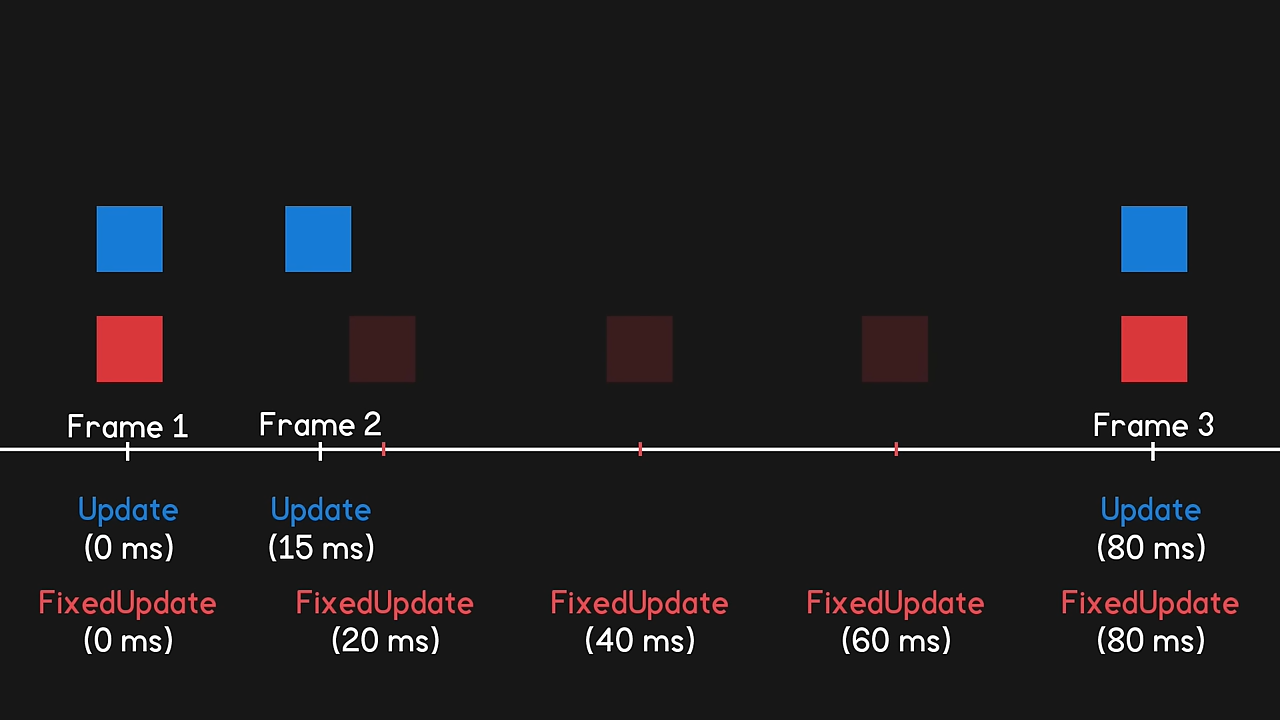 Frame 1
Frame 2
Frame 3
Update
(0 ms)
Update
(15 ms)
Update
(80 ms)
FixedUpdate
(0 ms)
FixedUpdate
(20 ms)
FixedUpdate
(40 ms)
FixedUpdate
(60 ms)
FixedUpdate
(80 ms)